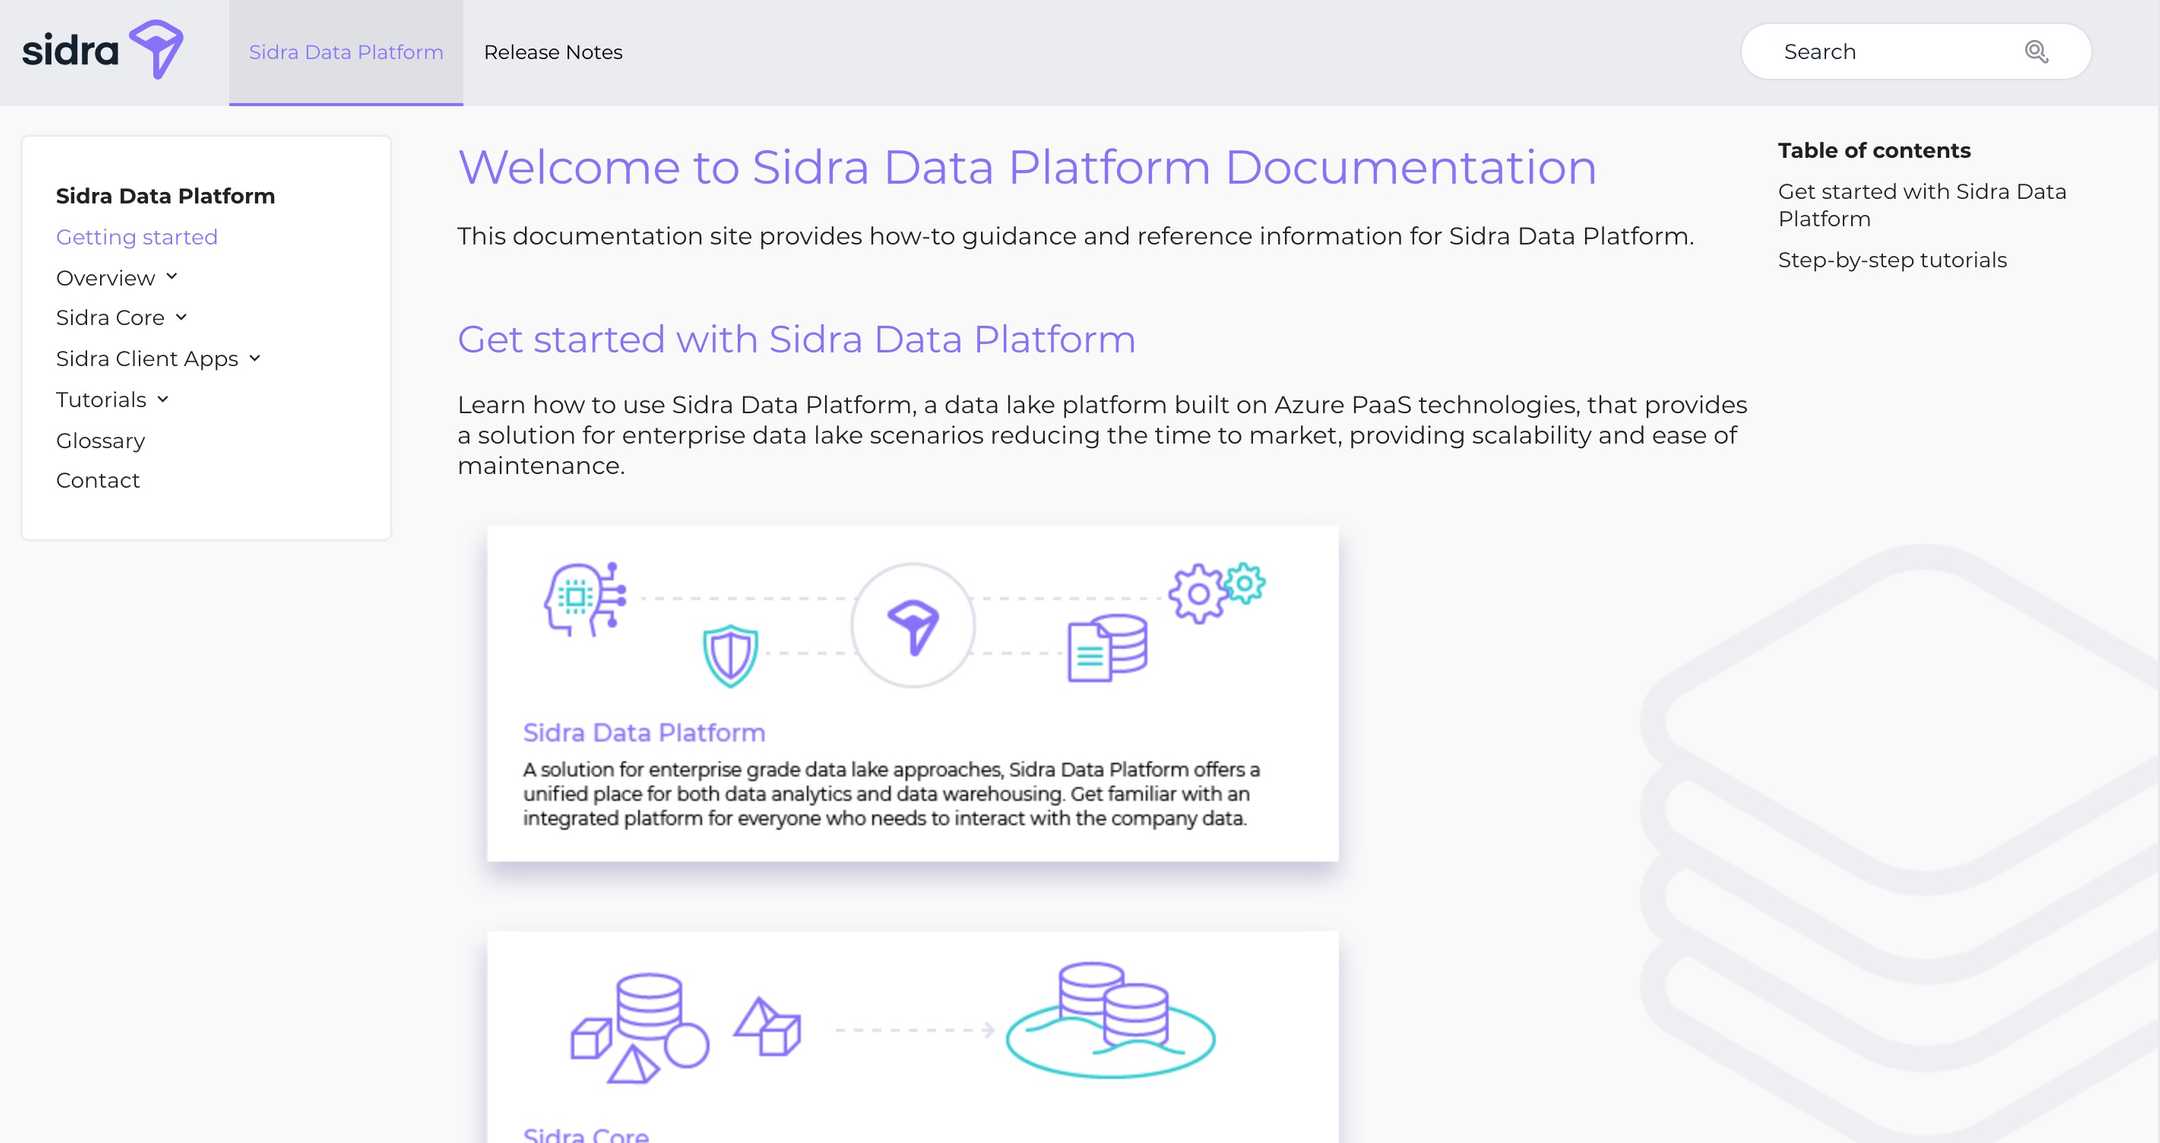 sidra
Sidra Data Platform
Release Notes
Search
Sidra Data Platform
Getting started
Overview
Sidra Core
Sidra Client Apps
Tutorials
Glossary
Contact
Welcome to Sidra Data Platform Documentation
This documentation site provides how-to guidance and reference information for Sidra Data Platform.
Get started with Sidra Data Platform
Learn how to use Sidra Data Platform, a data lake platform built on Azure PaaS technologies, that provides
a solution for enterprise data lake scenarios reducing the time to market, providing scalability and ease of
maintenance.
Sidra Data Platform
A solution for enterprise grade data lake approaches, Sidra Data Platform offers a
unified place for both data analytics and data warehousing. Get familiar with an
integrated platform for everyone who needs to interact with the company data.
Sidra Core
Table of contents
Get started with Sidra Data
Platform
Step-by-step tutorials